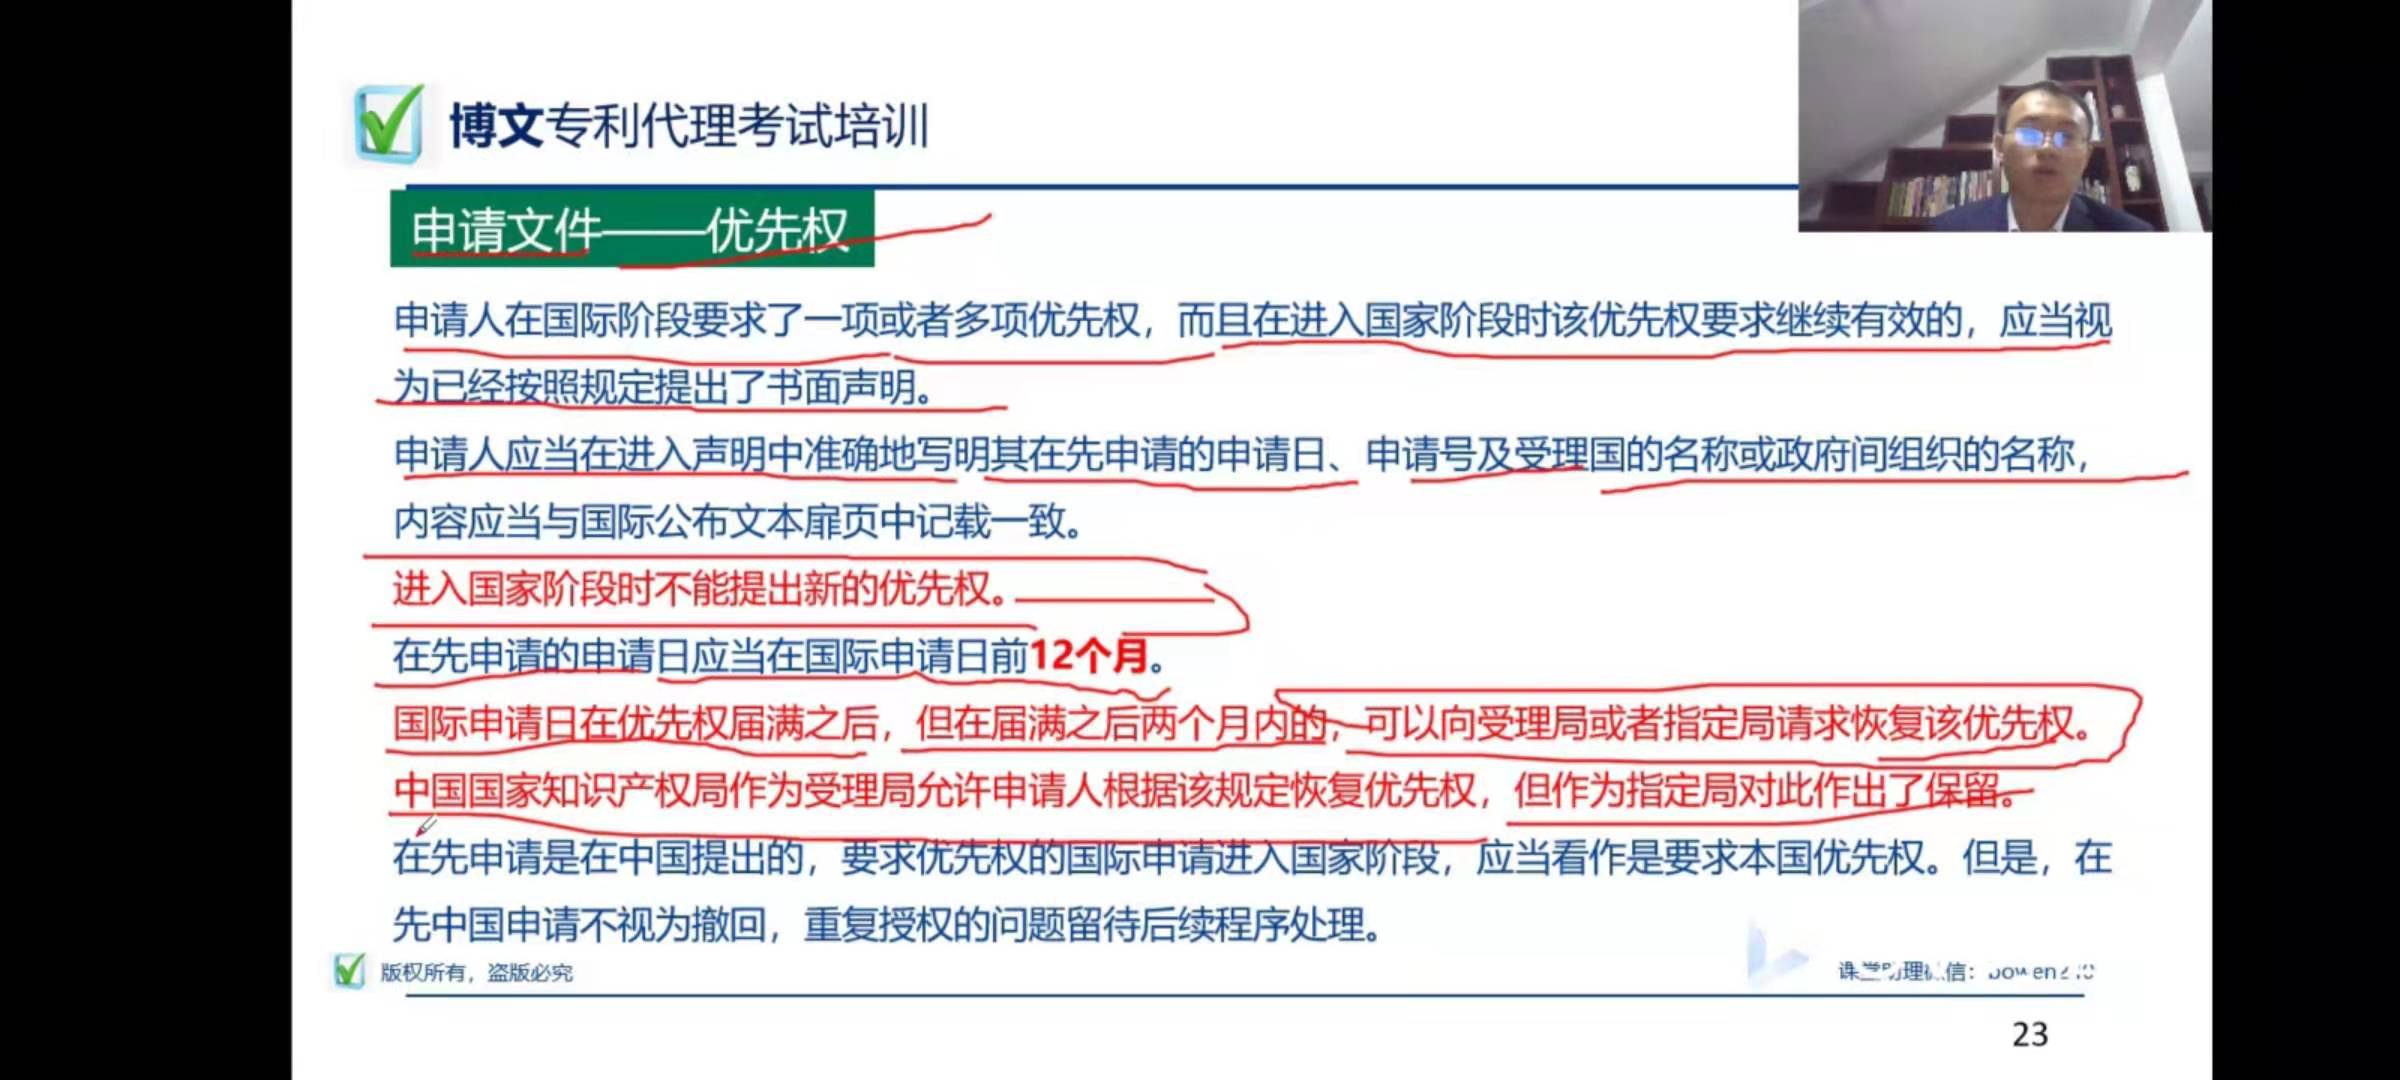 博文专利代理考试培训
申请文件——优先权
申请人在国际阶段要求了一项或者多项优先权，而且在进入国家阶段时该优先权要求继续有效的，应当视
为已经按照规定提出了书面声明。
申请人应当在进入声明中准确地写明其在先申请的申请日、申请号及受理国的名称或政府间组织的名称，
内容应当与国际公布文本扉页中记载一致。
进入国家阶段时不能提出新的优先权。
在先申请的申请日应当在国际申请日前12个月。
国际申请日在优先权届满之后，但在届满之后两个月内的，可以向受理局或者指定局请求恢复该优先权。
中国国家知识产权局作为受理局允许申请人根据该规定恢复优先权，但作为指定局对此作出了保留。
在先申请是在中国提出的，要求优先权的国际申请进入国家阶段，应当看作是要求本国优先权。但是，在
先中国申请不视为撤回，重复授权的问题留待后续程序处理。
版权所有，盗版必究
23